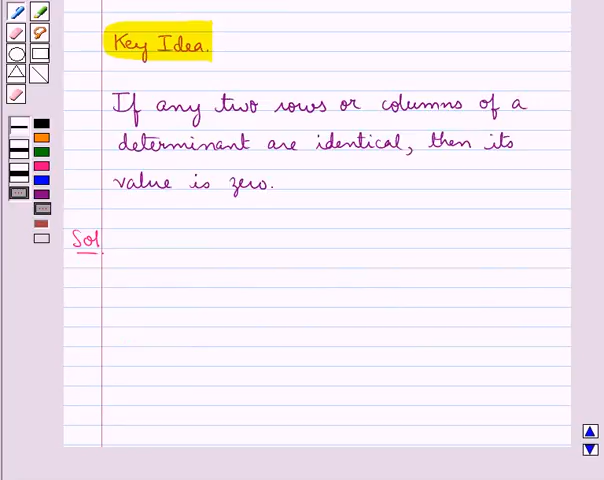 Key Idea.
If any two rows or columns of a
determinant are identical, then its
value is zero.
Sol.